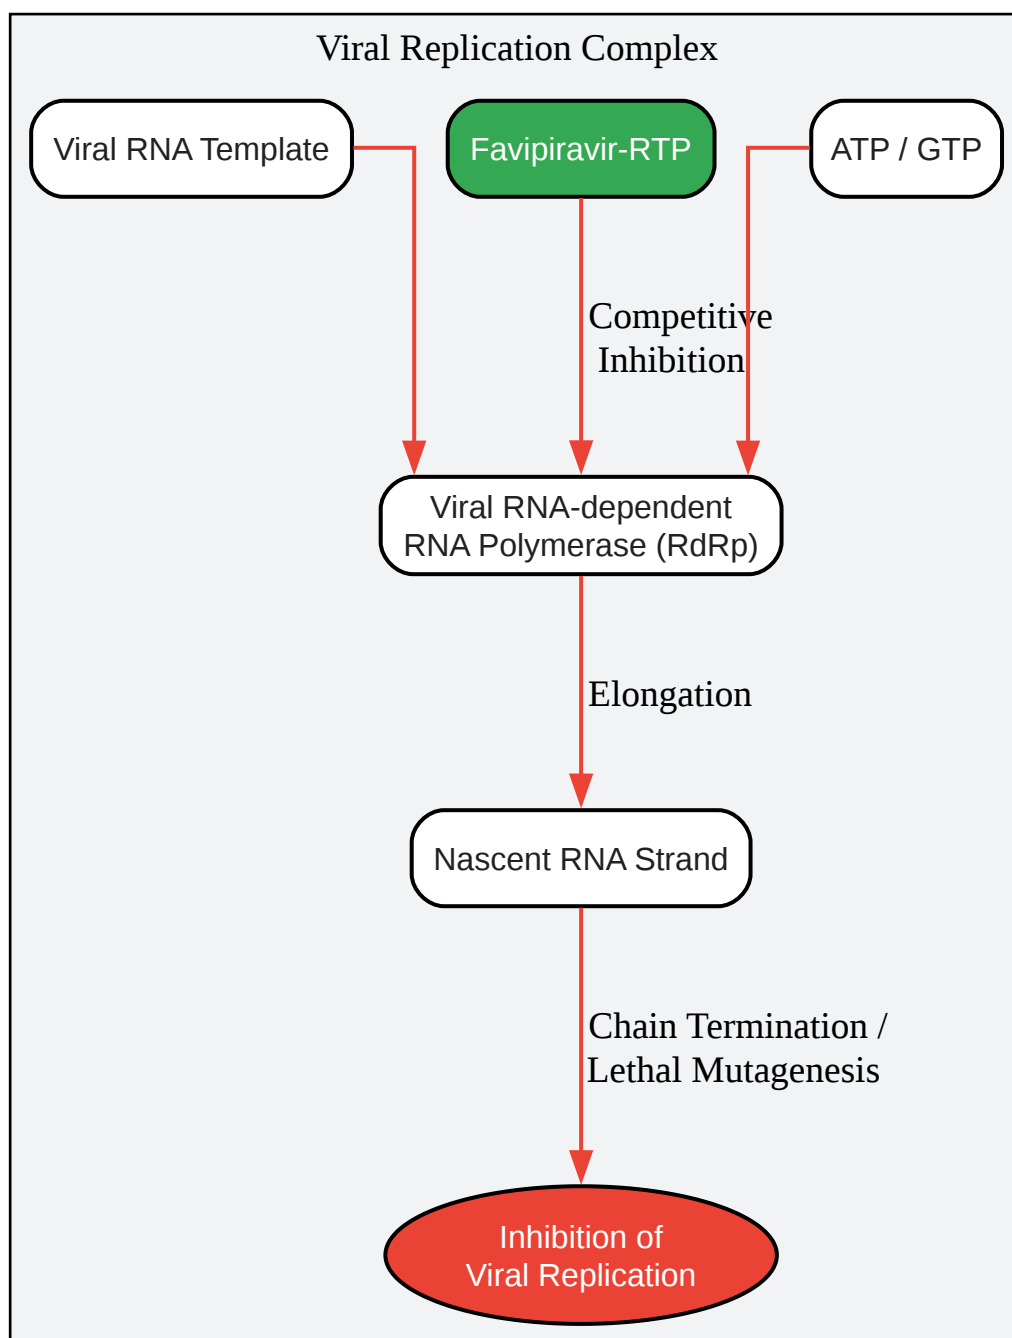 Viral Replication Complex
Viral RNA Template
Favipiravir-RTP
ATP / GTP
Competitive
Inhibition
Viral RNA-dependent
RNA Polymerase (RdRp)
Elongation
Nascent RNA Strand
Chain Termination /
Lethal Mutagenesis
Inhibition of
Viral Replication